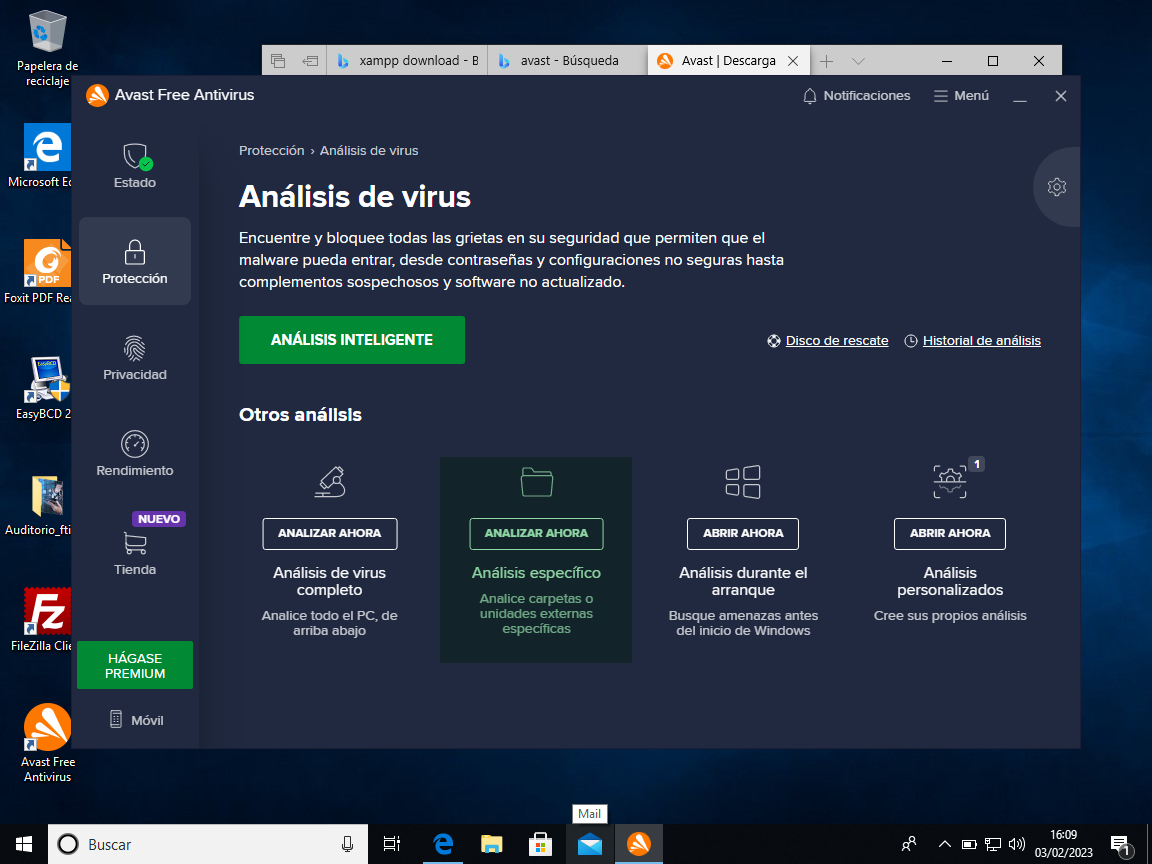 Papelera de
reciclaje
Microsoft Ed
Foxit PDF Rea
EasyBCD 2
Auditorio_fti
FileZilla Clie
Avast Free
Antivirus
xampp download - B
avast - Búsqueda
Avast | Descarga
Avast Free Antivirus
Notificaciones
Menú
Estado
Protección
Privacidad
Rendimiento
NUEVO
Tienda
HÁGASE
PREMIUM
Móvil
Protección › Análisis de virus
Análisis de virus
Encuentre y bloquee todas las grietas en su seguridad que permiten que el
malware pueda entrar, desde contraseñas y configuraciones no seguras hasta
complementos sospechosos y software no actualizado.
ANÁLISIS INTELIGENTE
Disco de rescate
Historial de análisis
Otros análisis
ANALIZAR AHORA
Análisis de virus
completo
Analice todo el PC, de
arriba abajo
ANALIZAR AHORA
Análisis específico
Analice carpetas o
unidades externas
específicas
ABRIR AHORA
Análisis durante el
arranque
Busque amenazas antes
del inicio de Windows
1
ABRIR AHORA
Análisis
personalizados
Cree sus propios análisis
Mail
Buscar
16:09
03/02/2023
1